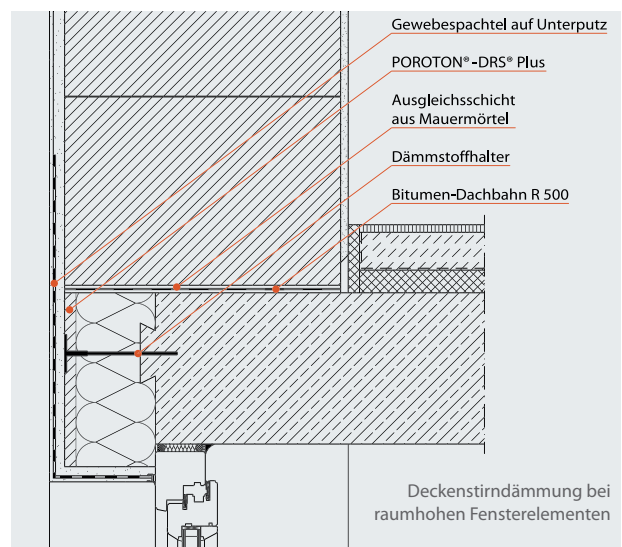 Gewebespachtel auf Unterputz
POROTON®-DRS® Plus
Ausgleichsschicht
aus Mauermörtel
Dämmstoffhalter
Bitumen-Dachbahn R 500
Deckenstirndämmung bei
raumhohen Fensterelementen